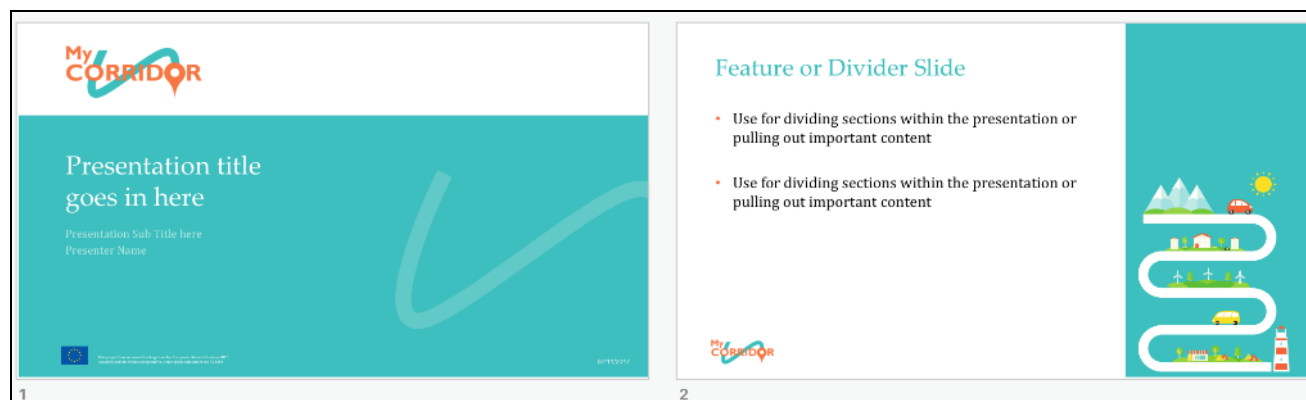 My
CORRIDOR
Presentation title
goes in here
Presentation Sub Title here
Presenter Name
1
Feature or Divider Slide
• Use for dividing sections within the presentation or
pulling out important content
• Use for dividing sections within the presentation or
pulling out important content
My
CORRIDOR
2